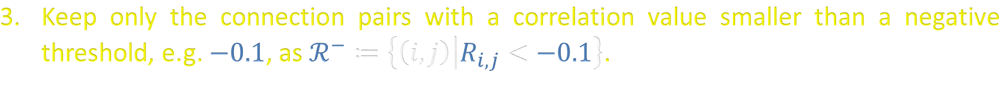 3. Keep only the connection pairs with a correlation value smaller than a negative
threshold, e.g. −0.1, as ℛ⁻ := {(i, j)|R_{i,j} < −0.1}.